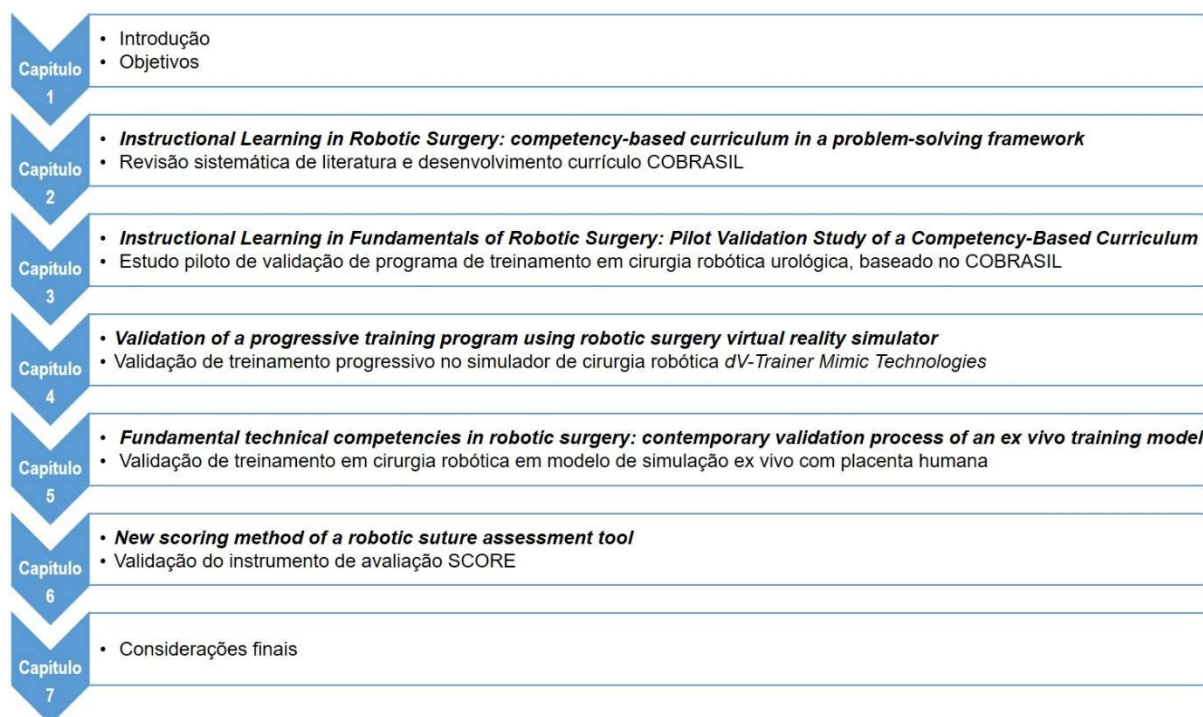 Capítulo
1
• Introdução
• Objetivos
Capítulo
2
• Instructional Learning in Robotic Surgery: competency-based curriculum in a problem-solving framework
• Revisão sistemática de literatura e desenvolvimento currículo COBRASIL
Capítulo
3
• Instructional Learning in Fundamentals of Robotic Surgery: Pilot Validation Study of a Competency-Based Curriculum
• Estudo piloto de validação de programa de treinamento em cirurgia robótica urológica, baseado no COBRASIL
Capítulo
4
• Validation of a progressive training program using robotic surgery virtual reality simulator
• Validação de treinamento progressivo no simulador de cirurgia robótica dV-Trainer Mimic Technologies
Capítulo
5
• Fundamental technical competencies in robotic surgery: contemporary validation process of an ex vivo training model
• Validação de treinamento em cirurgia robótica em modelo de simulação ex vivo com placenta humana
Capítulo
6
• New scoring method of a robotic suture assessment tool
• Validação do instrumento de avaliação SCORE
Capítulo
7
• Considerações finais